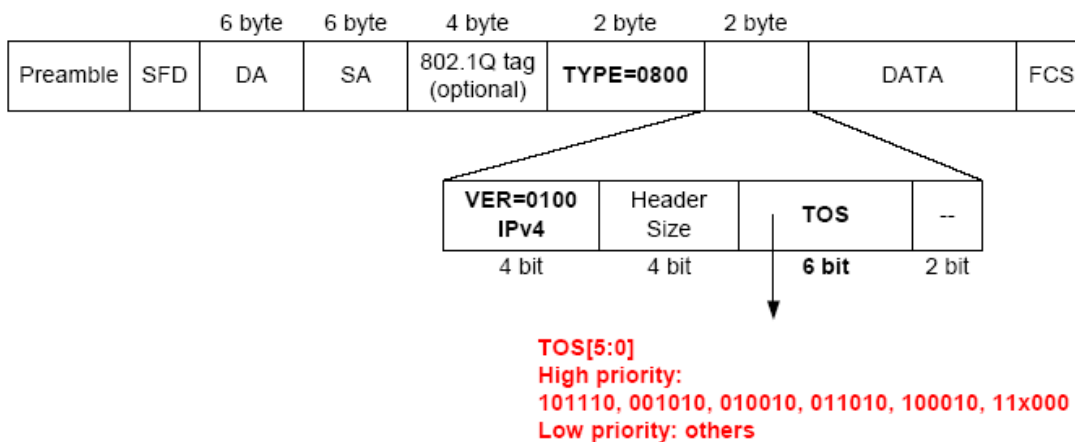 6 byte 6 byte 4 byte 2 byte 2 byte
Preamble SFD DA SA 802.1Q tag (optional) TYPE=0800 DATA FCS
VER=0100 IPv4 Header Size TOS --
4 bit 4 bit 6 bit 2 bit
TOS[5:0]
High priority:
101110, 001010, 010010, 011010, 100010, 11x000
Low priority: others